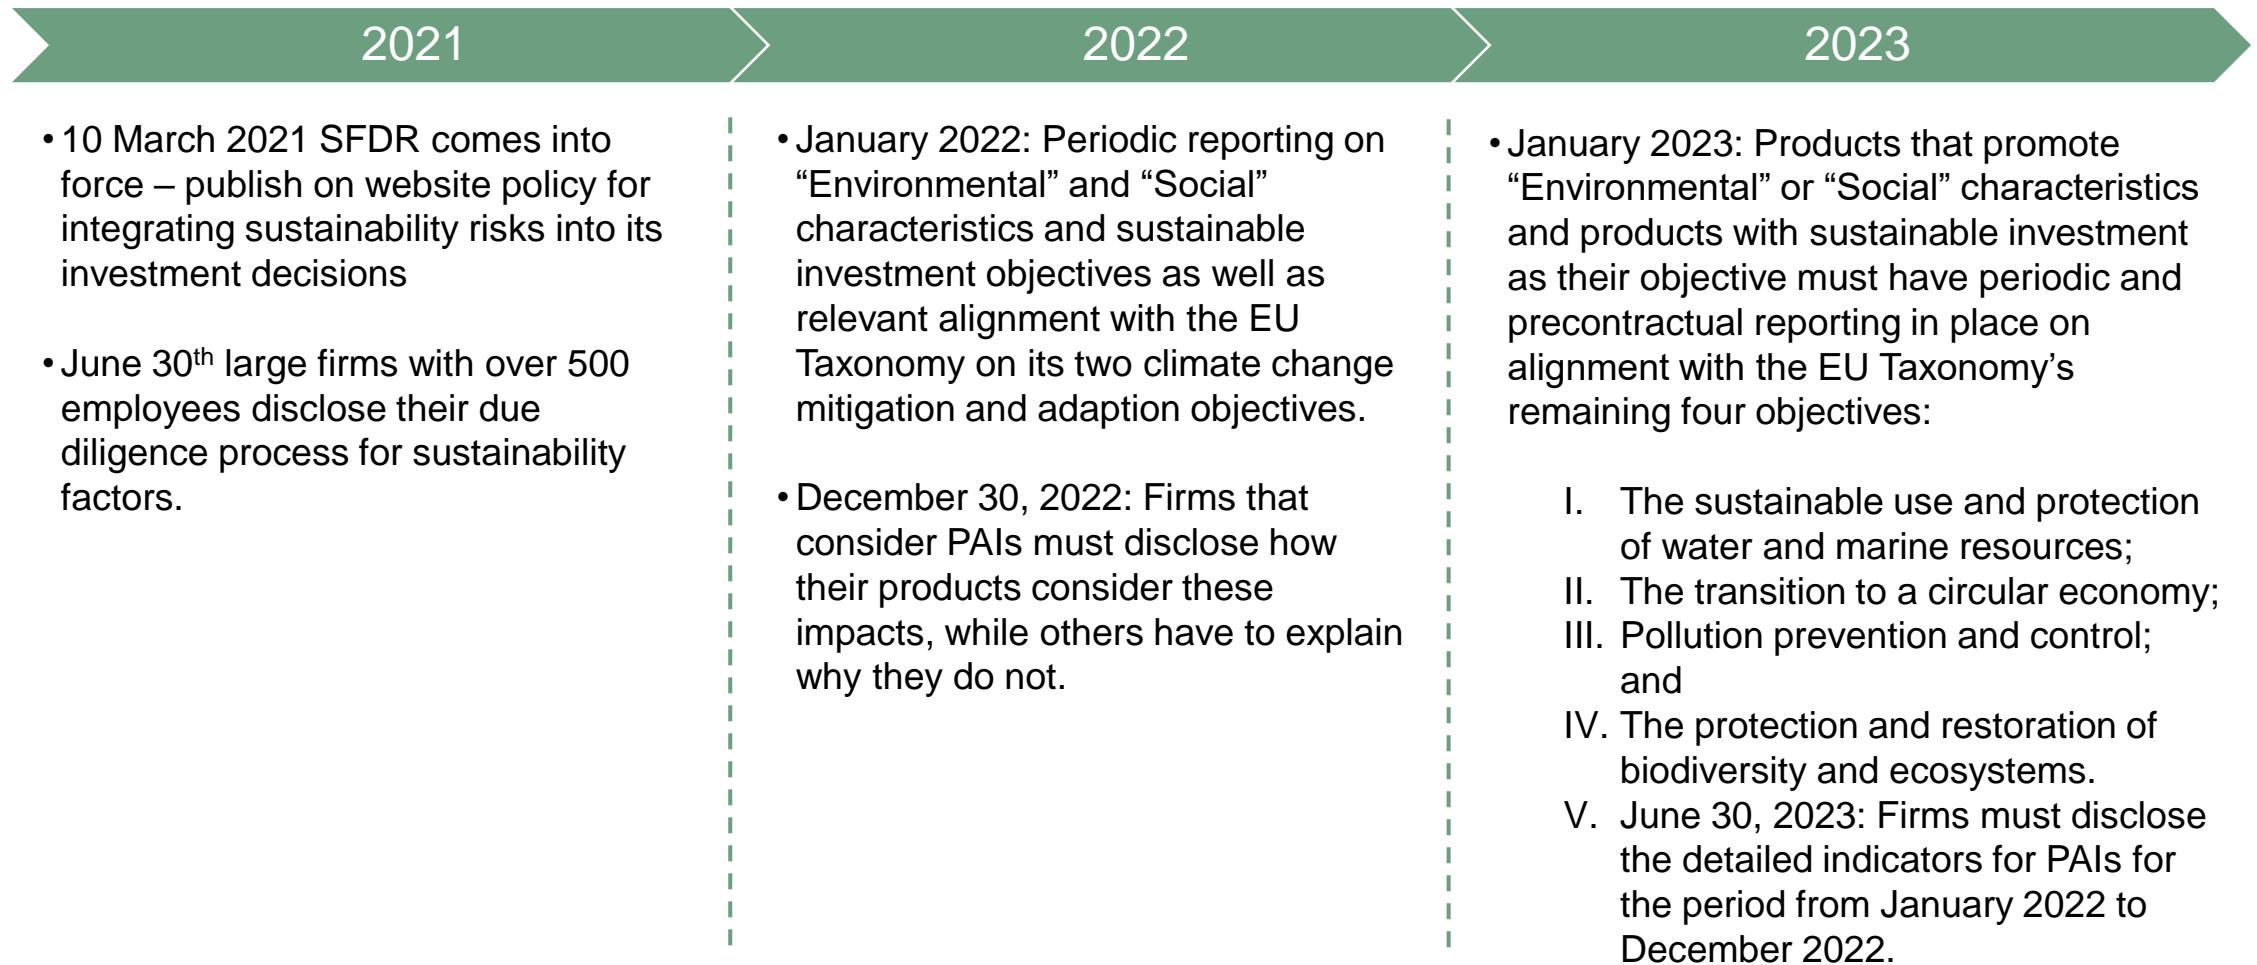 2021
• 10 March 2021 SFDR comes into
force – publish on website policy for
integrating sustainability risks into its
investment decisions
• June 30th large firms with over 500
employees disclose their due
diligence process for sustainability
factors.
2022
• January 2022: Periodic reporting on
“Environmental” and “Social”
characteristics and sustainable
investment objectives as well as
relevant alignment with the EU
Taxonomy on its two climate change
mitigation and adaption objectives.
• December 30, 2022: Firms that
consider PAIs must disclose how
their products consider these
impacts, while others have to explain
why they do not.
2023
• January 2023: Products that promote
“Environmental” or “Social” characteristics
and products with sustainable investment
as their objective must have periodic and
precontractual reporting in place on
alignment with the EU Taxonomy’s
remaining four objectives:
I. The sustainable use and protection
of water and marine resources;
II. The transition to a circular economy;
III. Pollution prevention and control;
and
IV. The protection and restoration of
biodiversity and ecosystems.
V. June 30, 2023: Firms must disclose
the detailed indicators for PAIs for
the period from January 2022 to
December 2022.